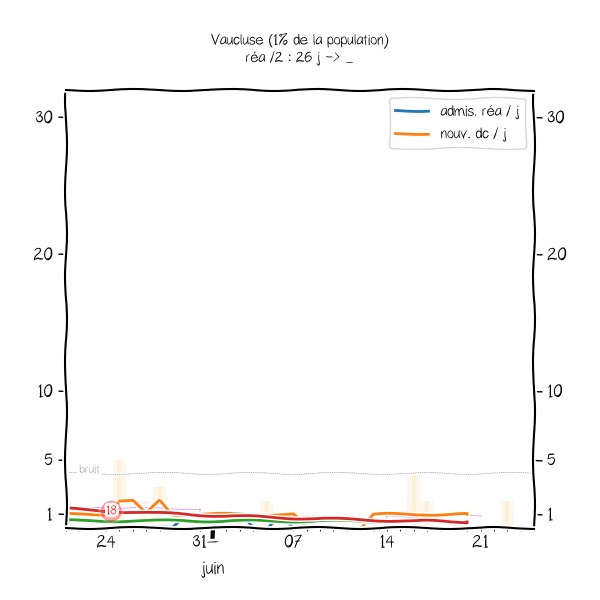 Vaucluse (1% de la population)
réa /2 : 26 j -> _
admis. réa / j
nouv. dc / j
30
30
20
20
10
10
5
5
bruit
18
1
1
24
31
07
14
21
juin